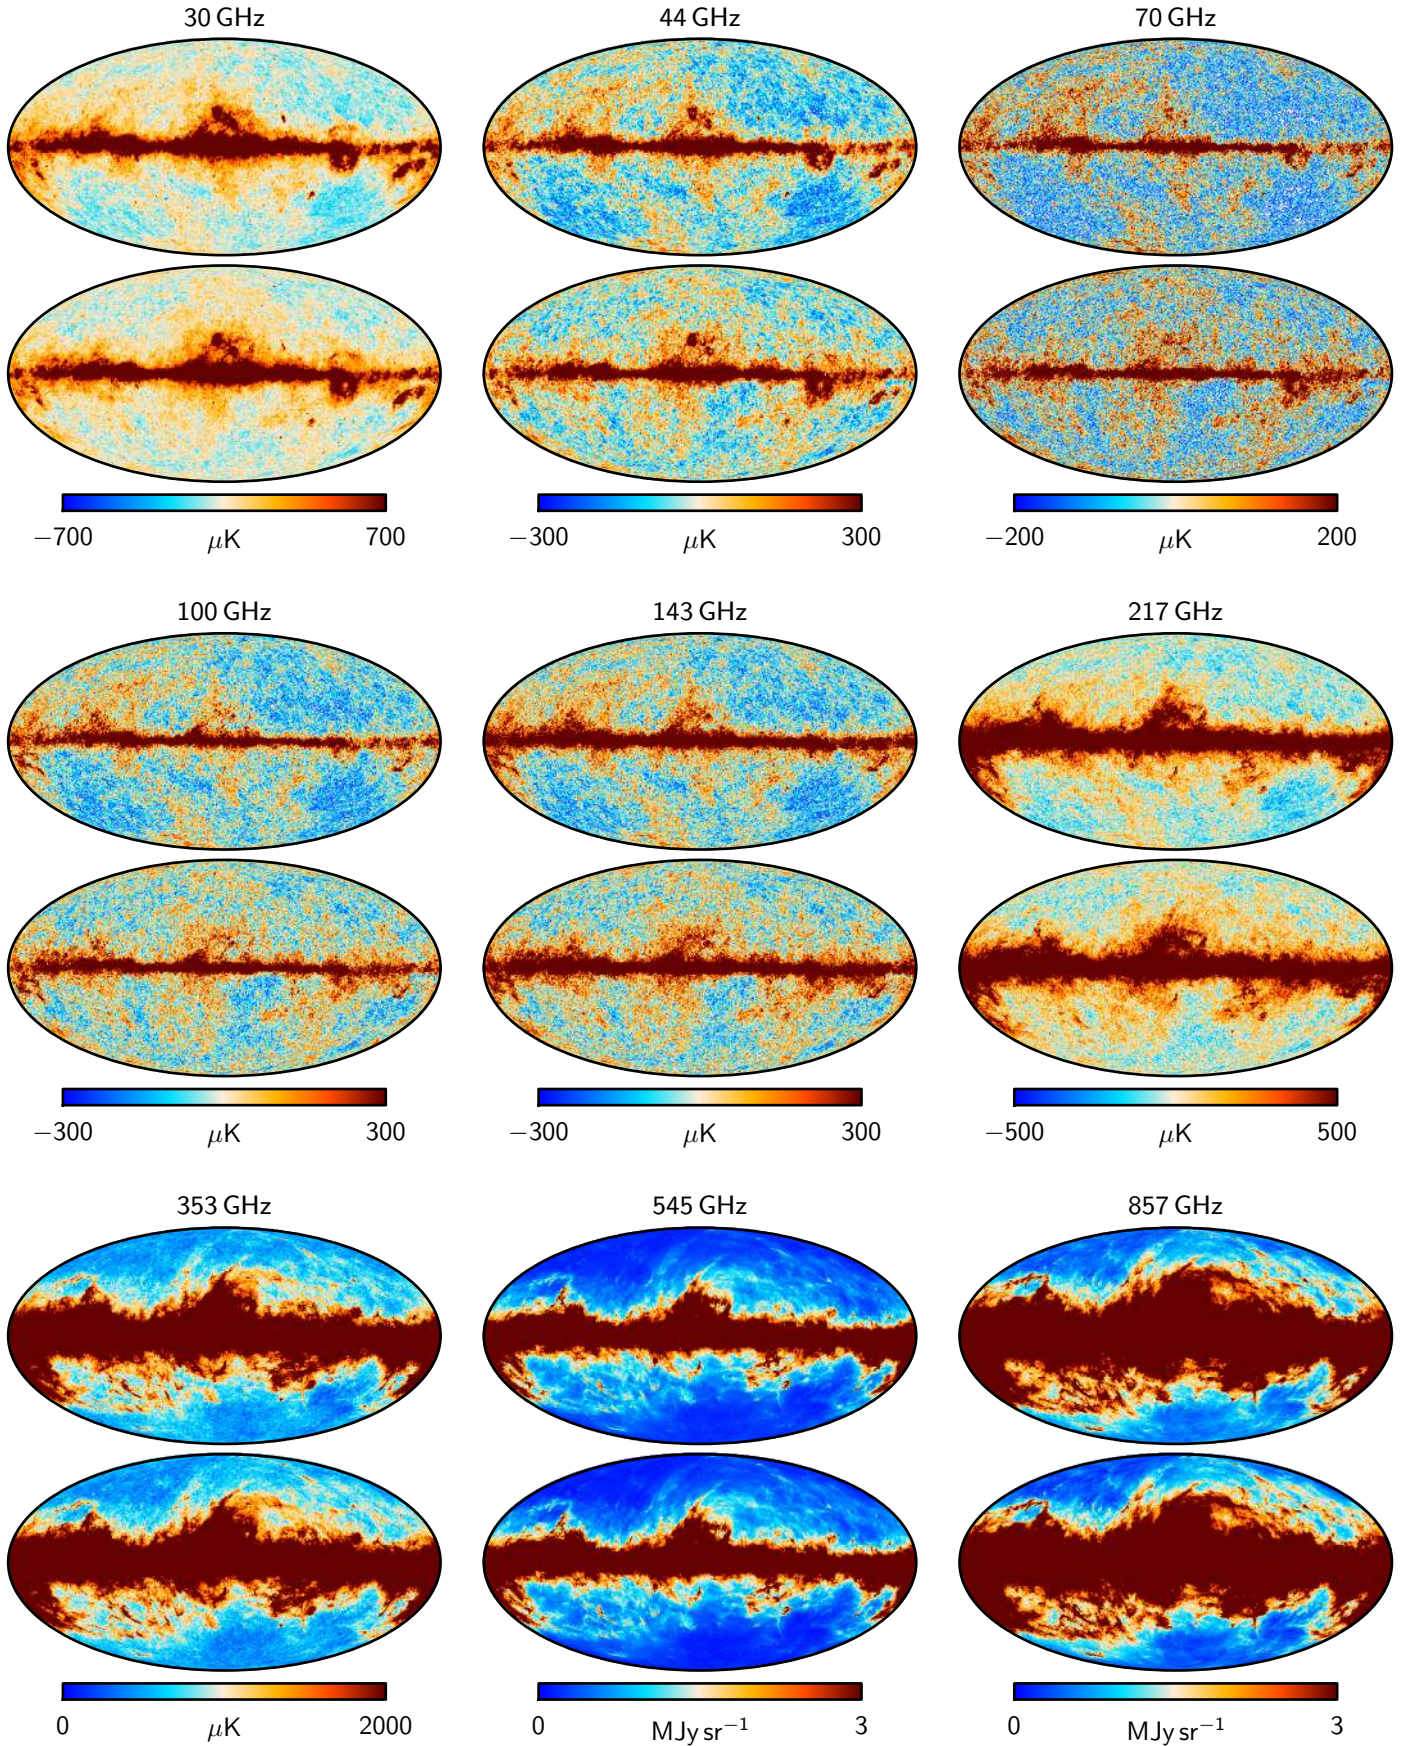 30 GHz 44 GHz 70 GHz
−700 μK 700 −300 μK 300 −200 μK 200
100 GHz 143 GHz 217 GHz
−300 μK 300 −300 μK 300 −500 μK 500
353 GHz 545 GHz 857 GHz
0 μK 2000 0 MJy sr⁻¹ 3 0 MJy sr⁻¹ 3